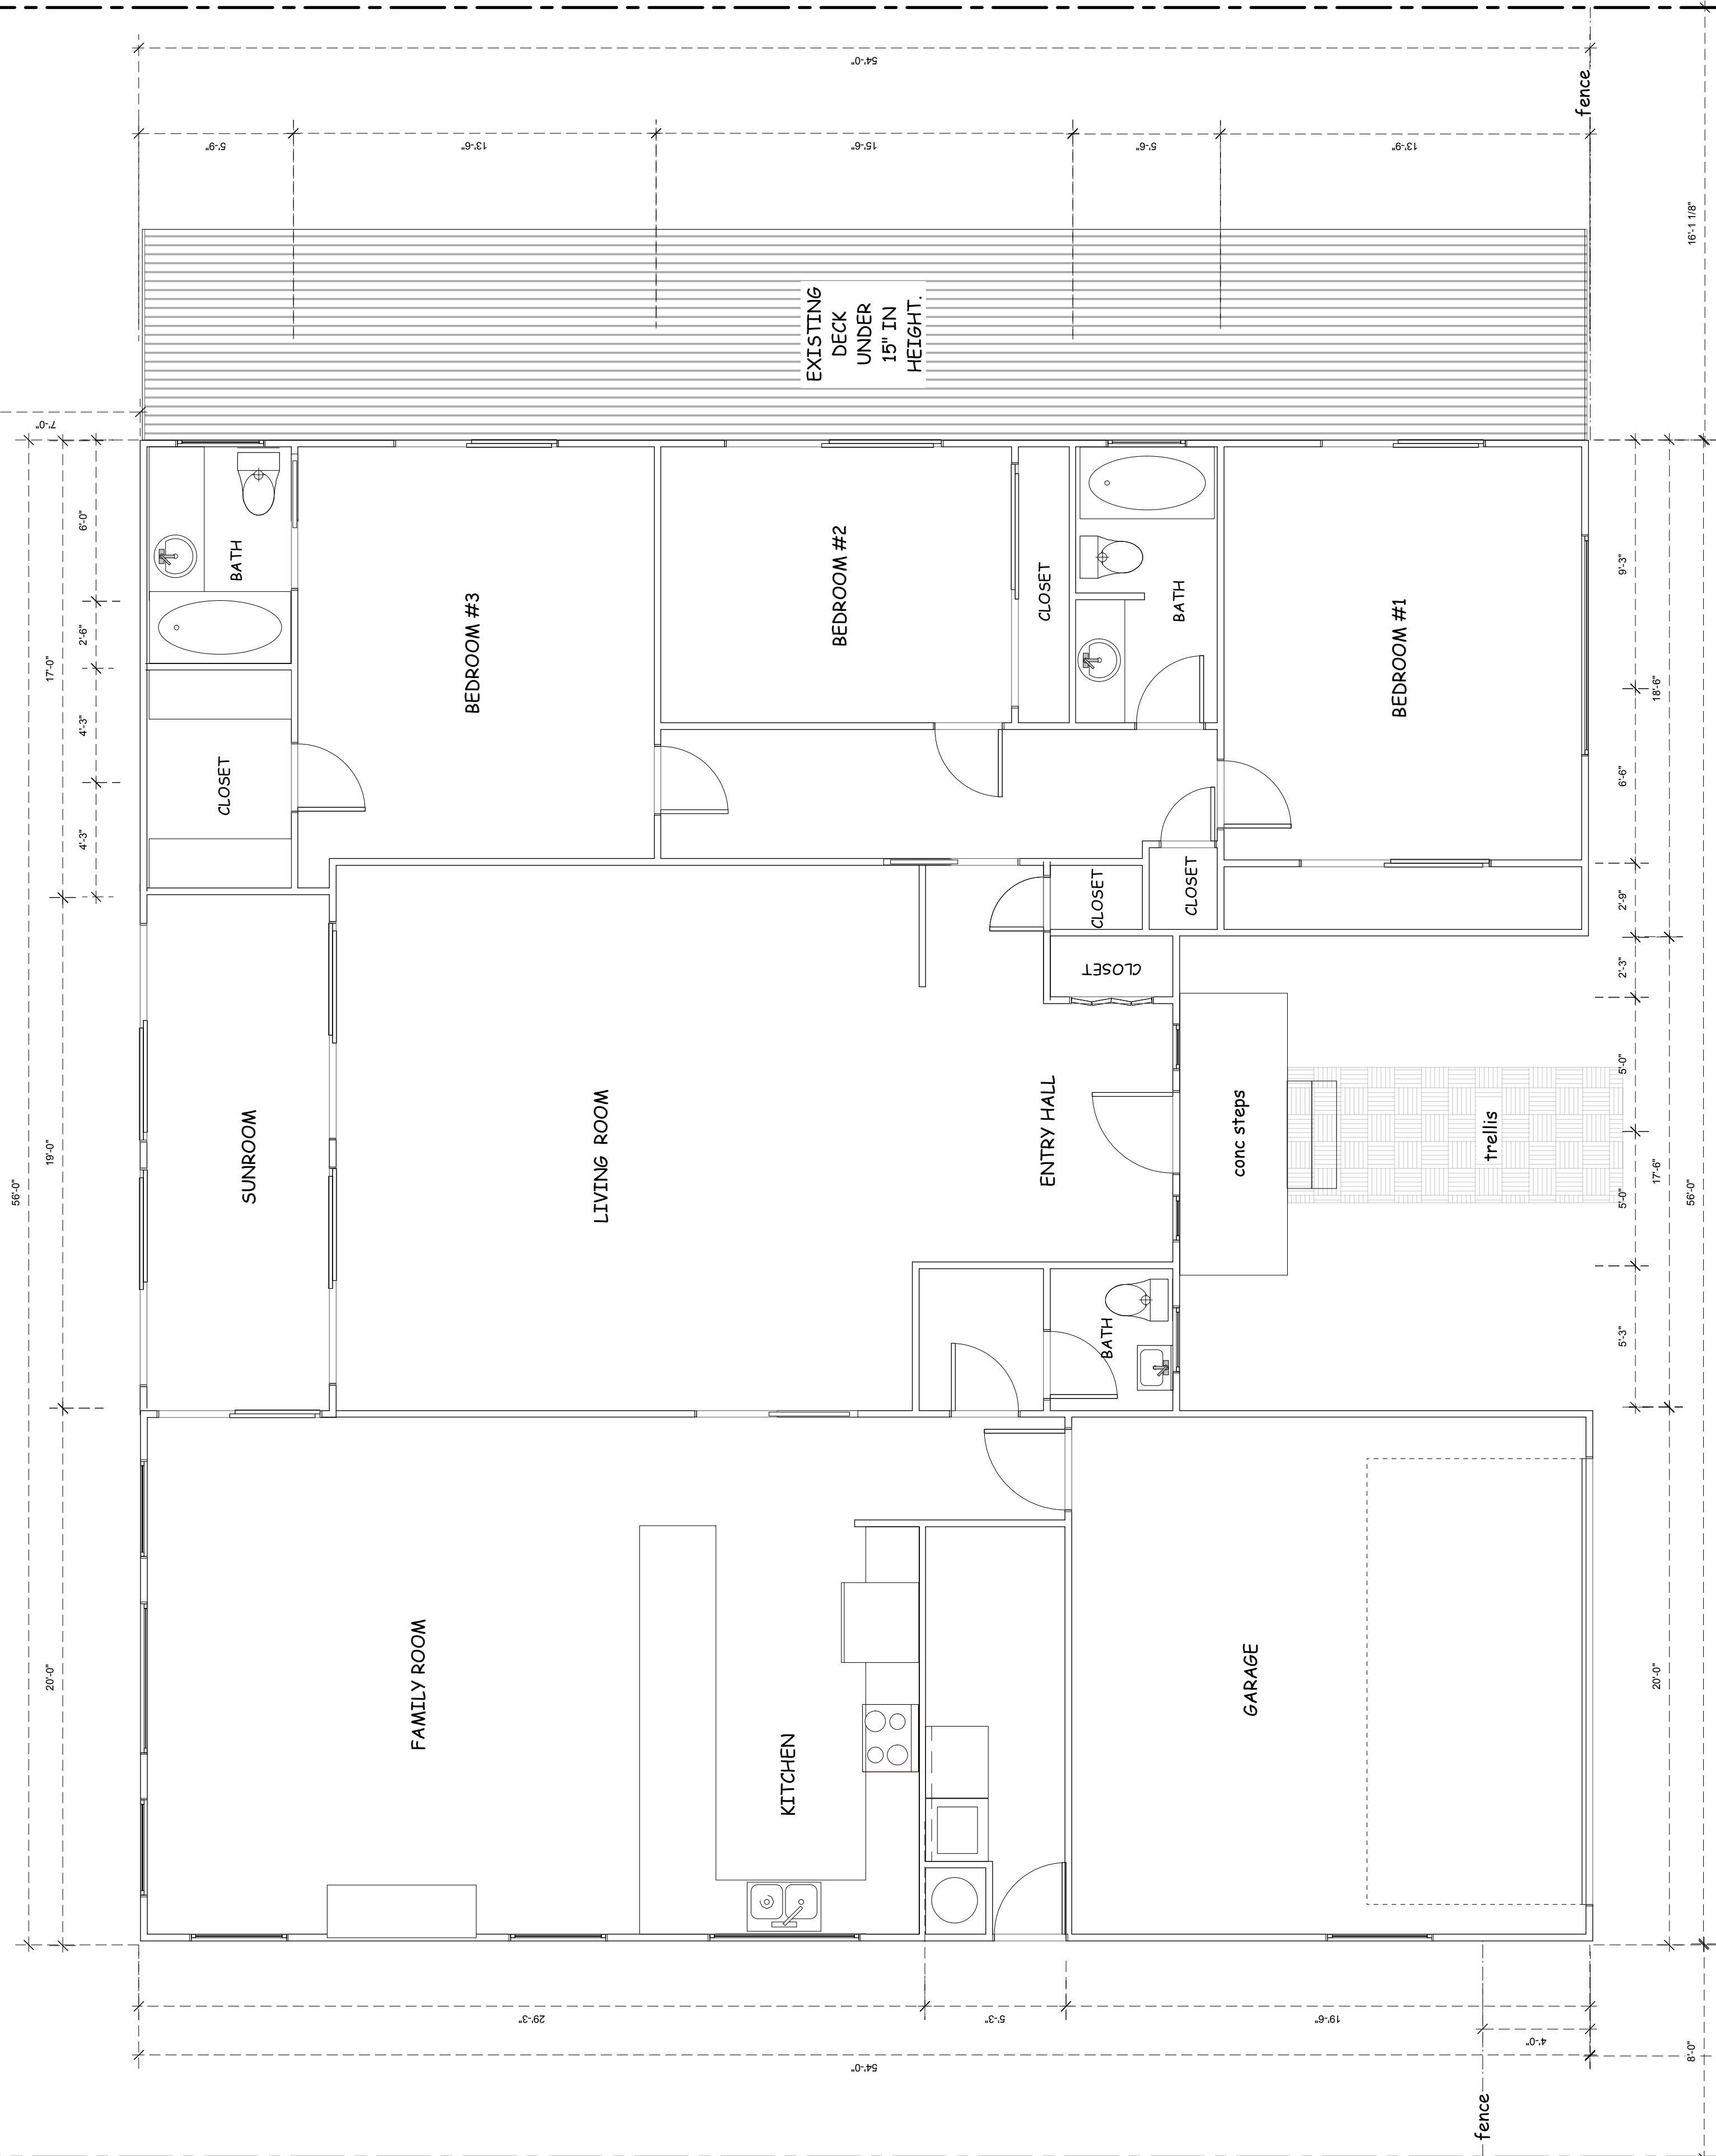 54'-0"
fence
5'-9"
13'-6"
15'-6"
5'-6"
13'-9"
16'-1 1/8"
EXISTING
DECK
UNDER
15" IN
HEIGHT.
7'-0"
6'-0"
2'-6"
4'-3"
4'-3"
17'-0"
19'-0"
20'-0"
56'-0"
BATH
CLOSET
BEDROOM #3
BEDROOM #2
CLOSET
BATH
BEDROOM #1
9'-3"
6'-6"
2'-9"
18'-6"
CLOSET
CLOSET
CLOSET
SUNROOM
LIVING ROOM
ENTRY HALL
conc steps
trellis
2'-3"
5'-0"
5'-0"
5'-3"
17'-6"
56'-0"
BATH
FAMILY ROOM
KITCHEN
GARAGE
20'-0"
29'-3"
5'-3"
19'-6"
4'-0"
54'-0"
8'-0"
fence